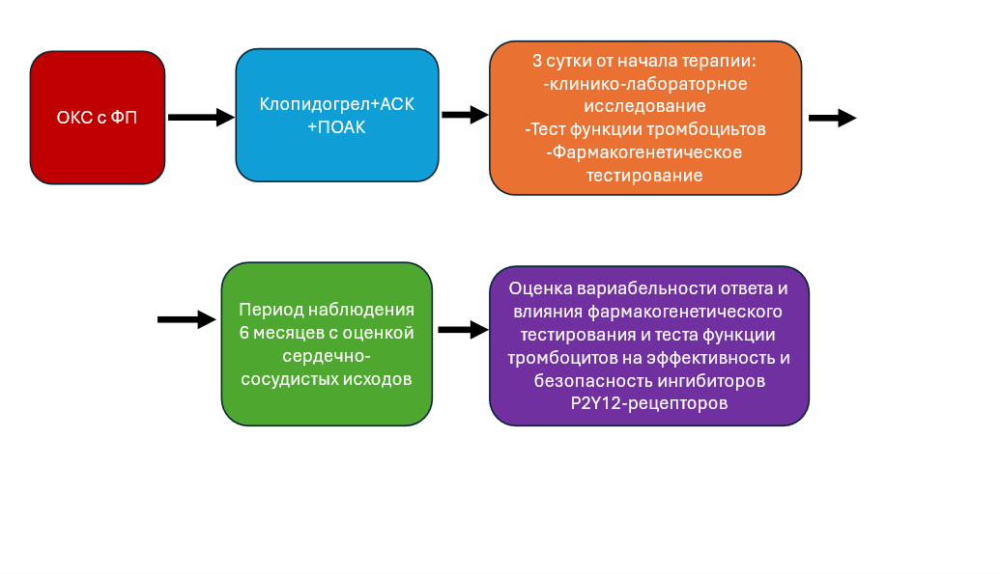 ОКС с ФП
Клопидогрел+АСК
+ПОАК
3 сутки от начала терапии:
-клинико-лабораторное
исследование
-Тест функции тромбоциьтов
-Фармакогенетическое
тестирование
Период наблюдения
6 месяцев с оценкой
сердечно-
сосудистых исходов
Оценка вариабельности ответа и
влияния фармакогенетического
тестирования и теста функции
тромбоцитов на эффективность и
безопасность ингибиторов
P2Y12-рецепторов